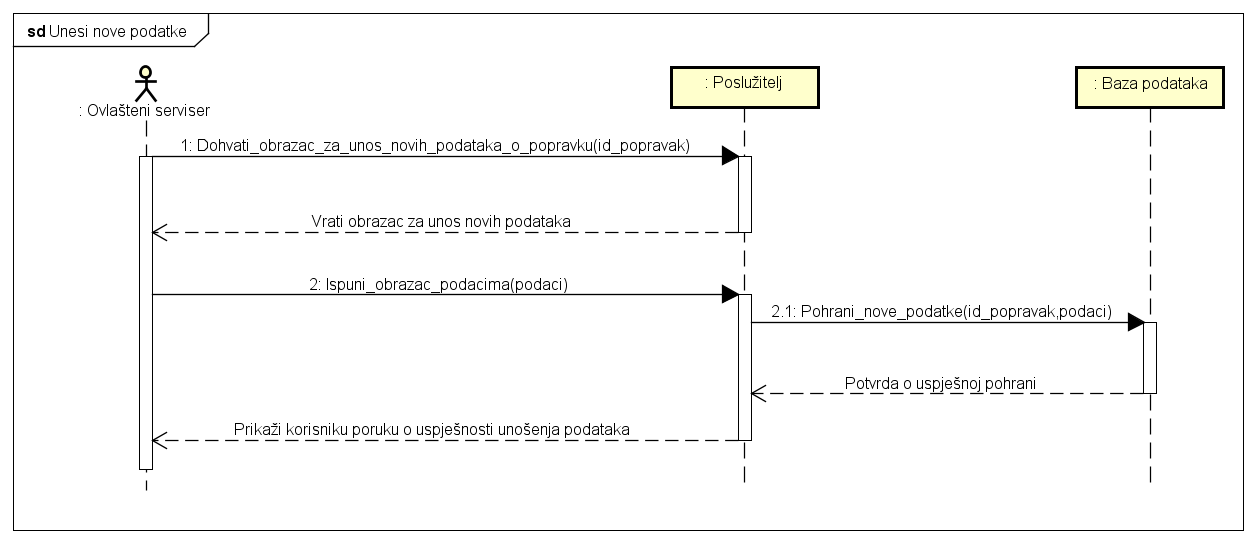 sd Unesi nove podatke
: Ovlašteni serviser
: Poslužitelj
: Baza podataka
1: Dohvati_obrazac_za_unos_novih_podataka_o_popravku(id_popravak)
Vrati obrazac za unos novih podataka
2: Ispuni_obrazac_podacima(podaci)
2.1: Pohrani_nove_podatke(id_popravak,podaci)
Potvrda o uspješnoj pohrani
Prikaži korisniku poruku o uspješnosti unošenja podataka